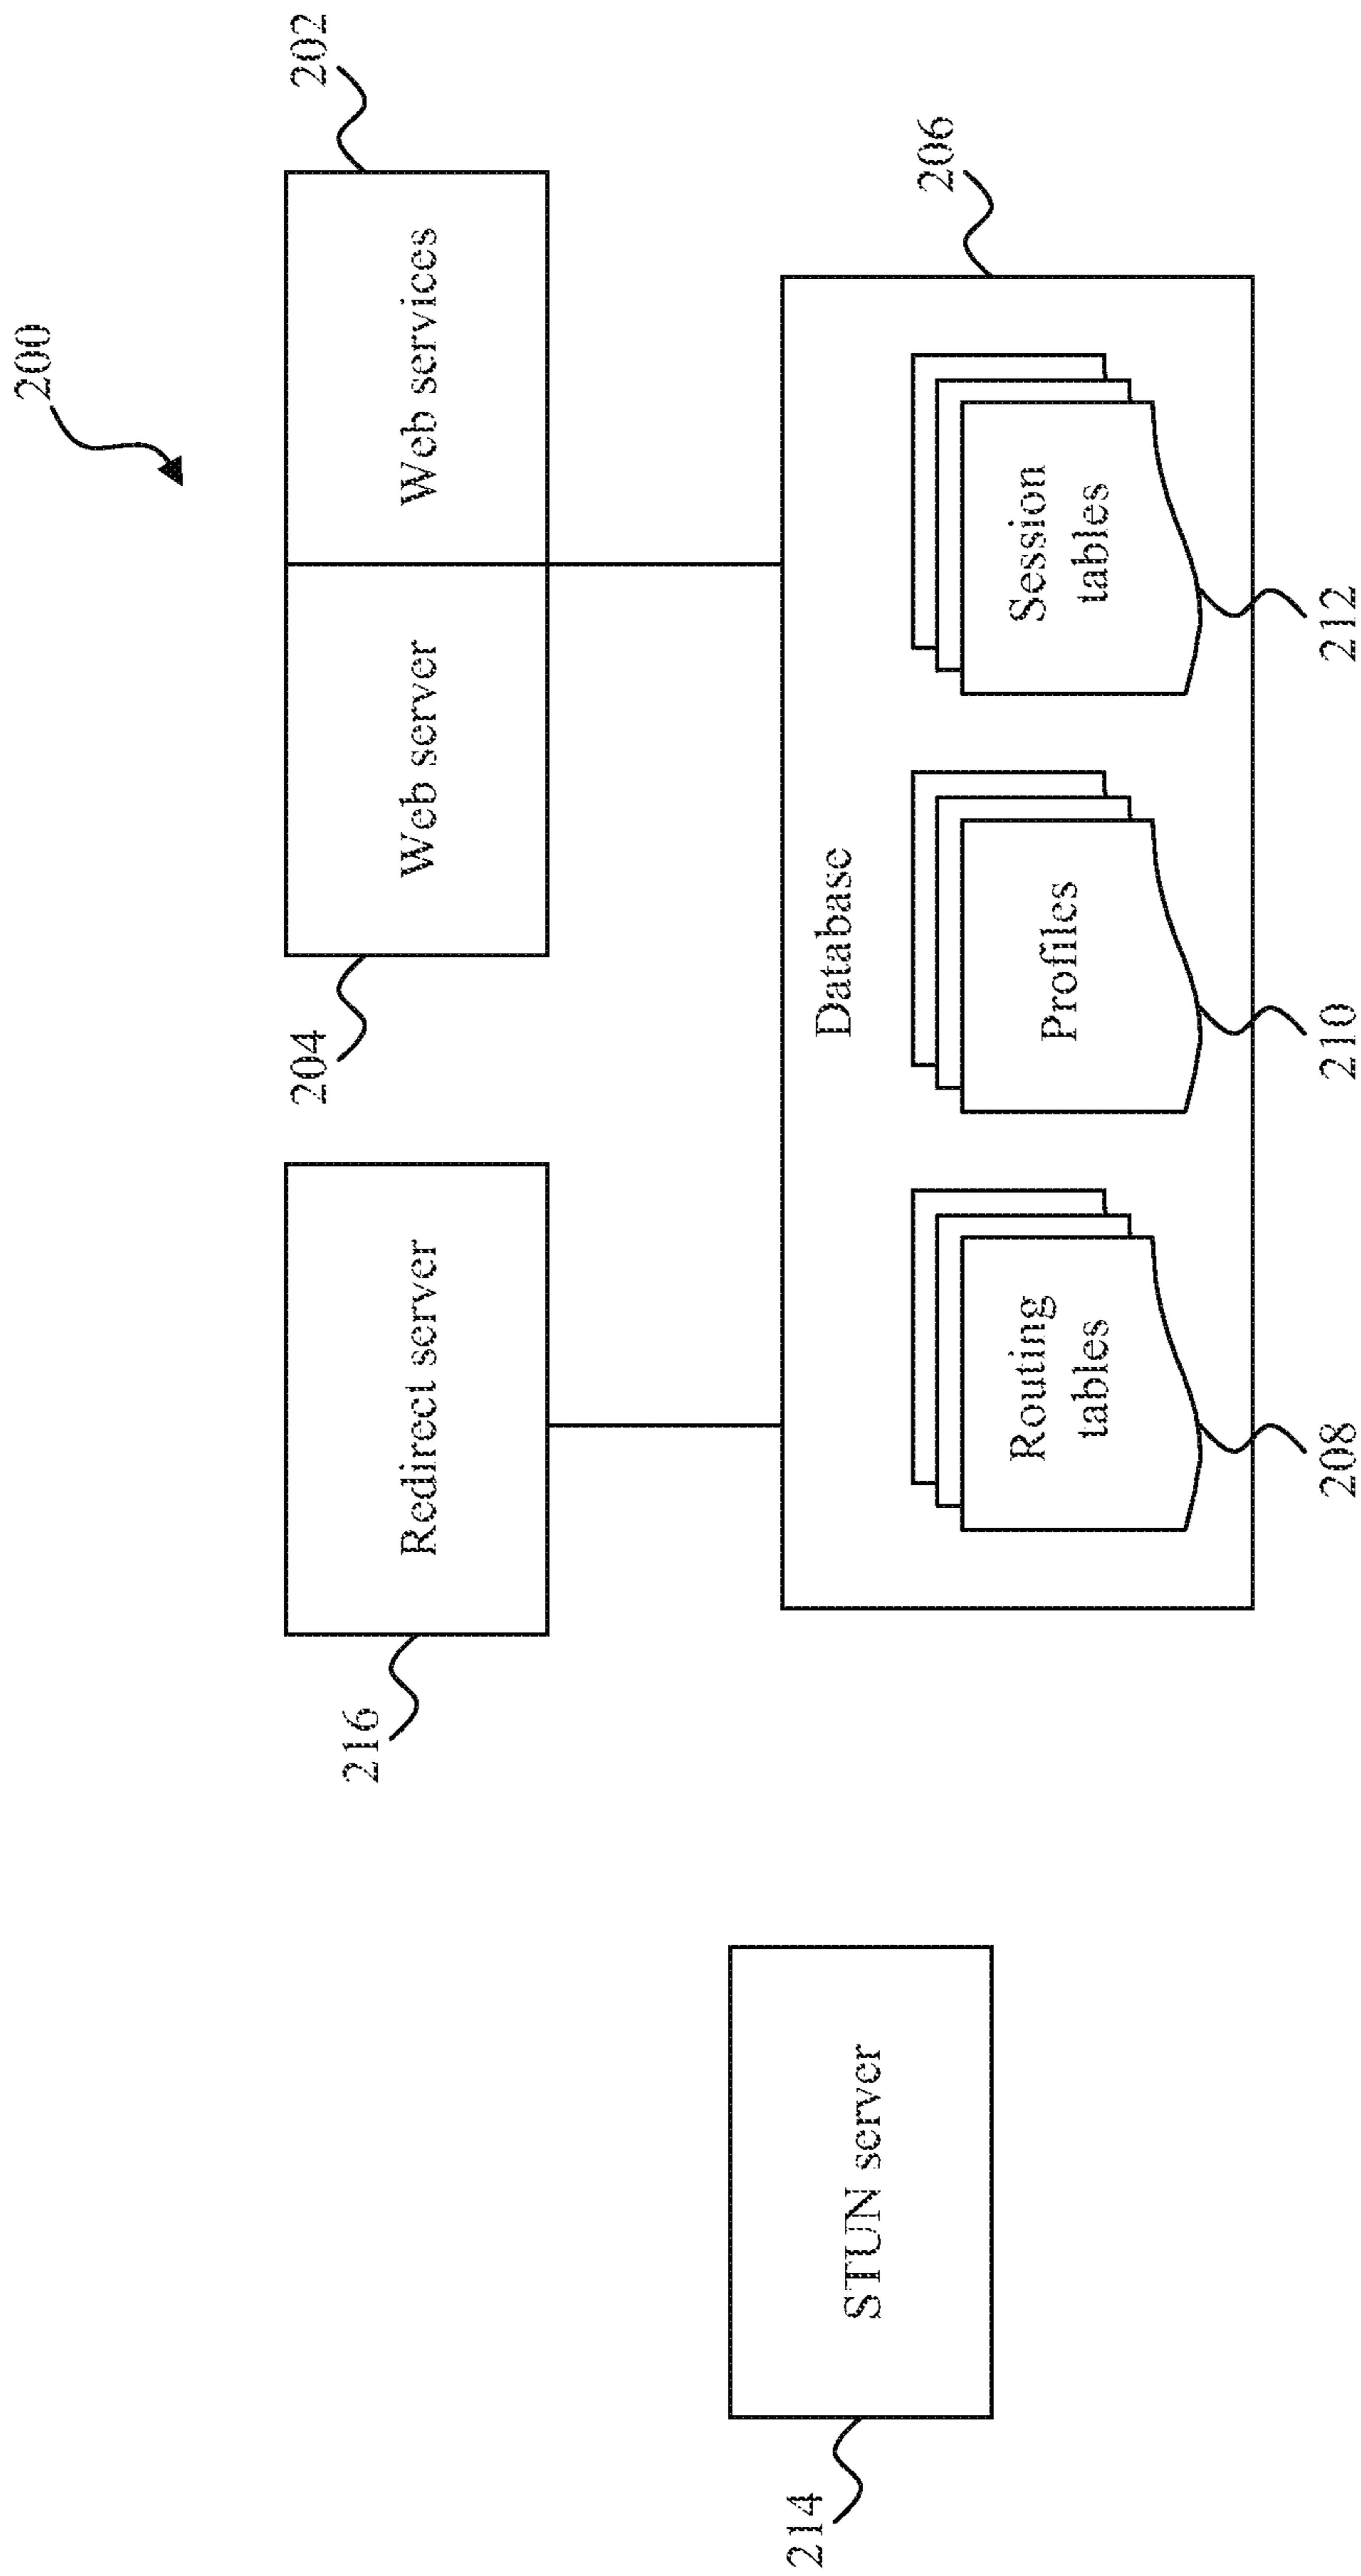 200
216
Redirect server
204
Web server
Web services
202
214
STUN server
Database
206
Routing
tables
208
Profiles
210
Session
tables
212